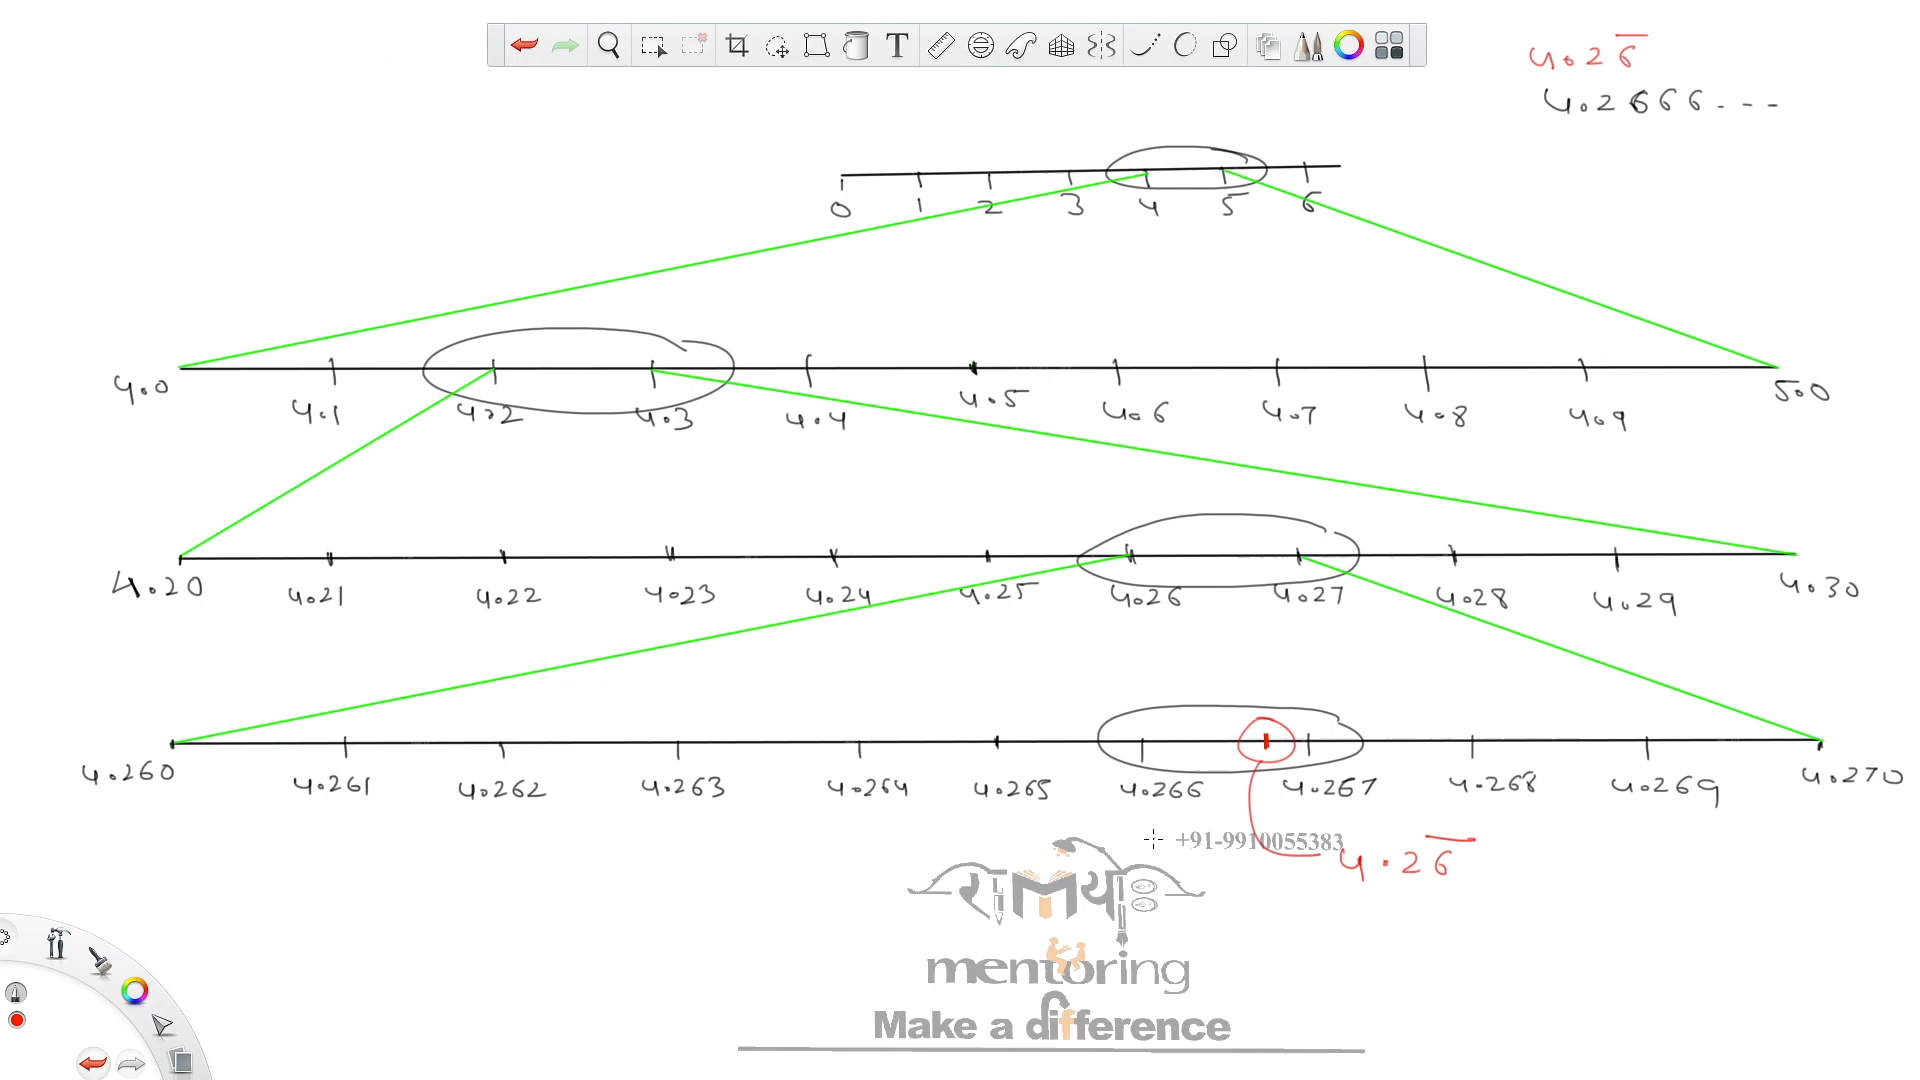 4.26̅
4.2666---
0 1 2 3 4 5 6
4.0 4.1 4.2 4.3 4.4 4.5 4.6 4.7 4.8 4.9 5.0
4.20 4.21 4.22 4.23 4.24 4.25 4.26 4.27 4.28 4.29 4.30
4.260 4.261 4.262 4.263 4.264 4.265 4.266 4.267 4.268 4.269 4.270
+91-9910055383
4.26̅
mentoring
Make a difference